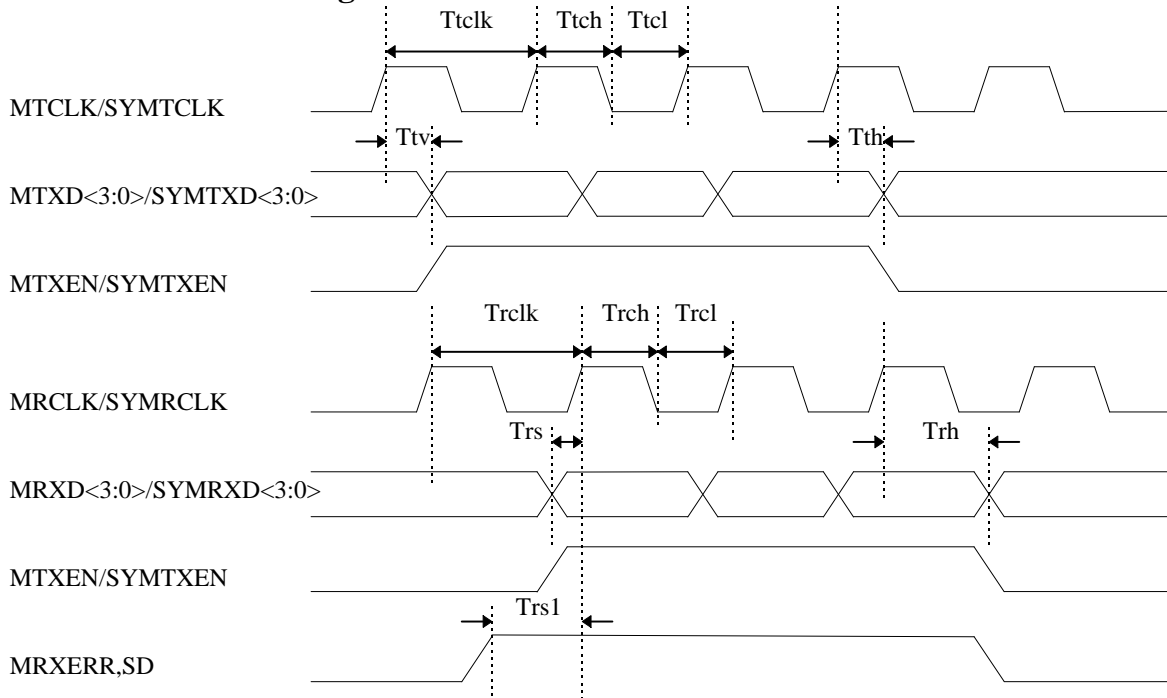 Ttclk Ttch Ttcl
MTCLK/SYMTCLK
Ttv Tth
MTXD<3:0>/SYMTXD<3:0>
MTXEN/SYMTXEN
Trclk Trch Trcl
MRCLK/SYMRCLK
Trs Trh
MRXD<3:0>/SYMRXD<3:0>
MTXEN/SYMTXEN
Trs1
MRXERR,SD